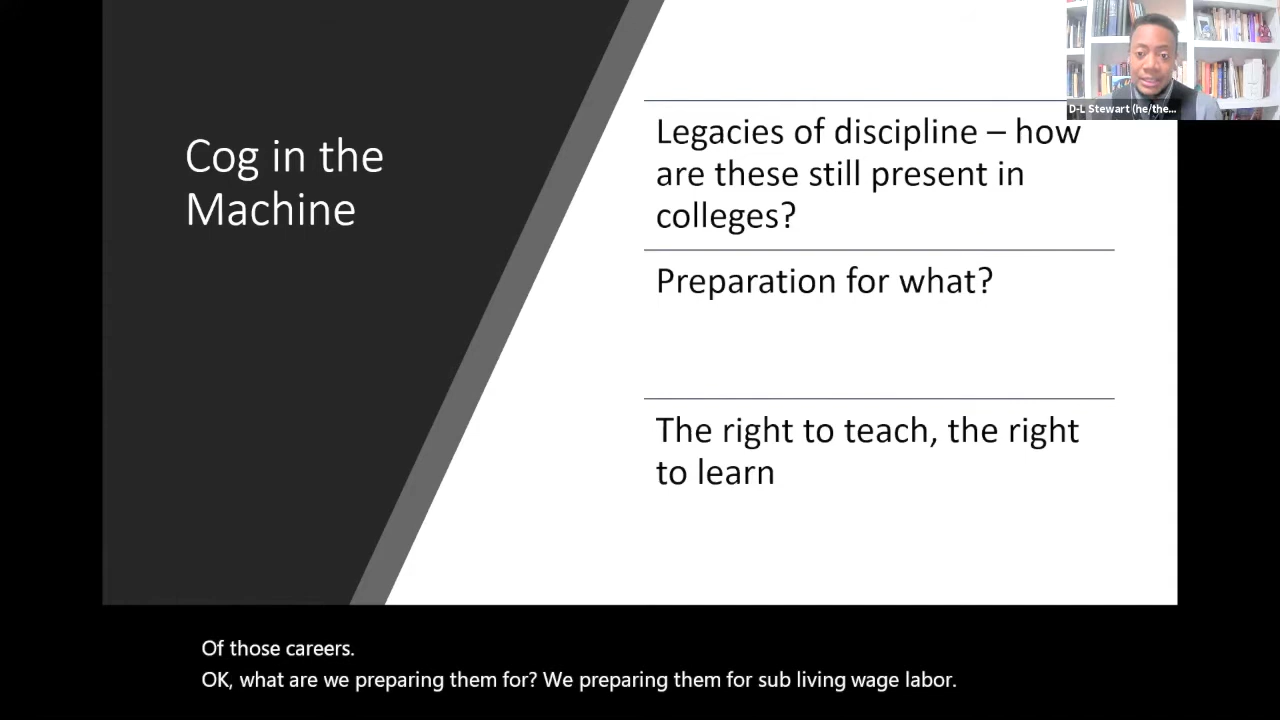 Cog in the
Machine
D-L Stewart (he/the...
Legacies of discipline – how
are these still present in
colleges?
Preparation for what?
The right to teach, the right
to learn
Of those careers.
OK, what are we preparing them for? We preparing them for sub living wage labor.